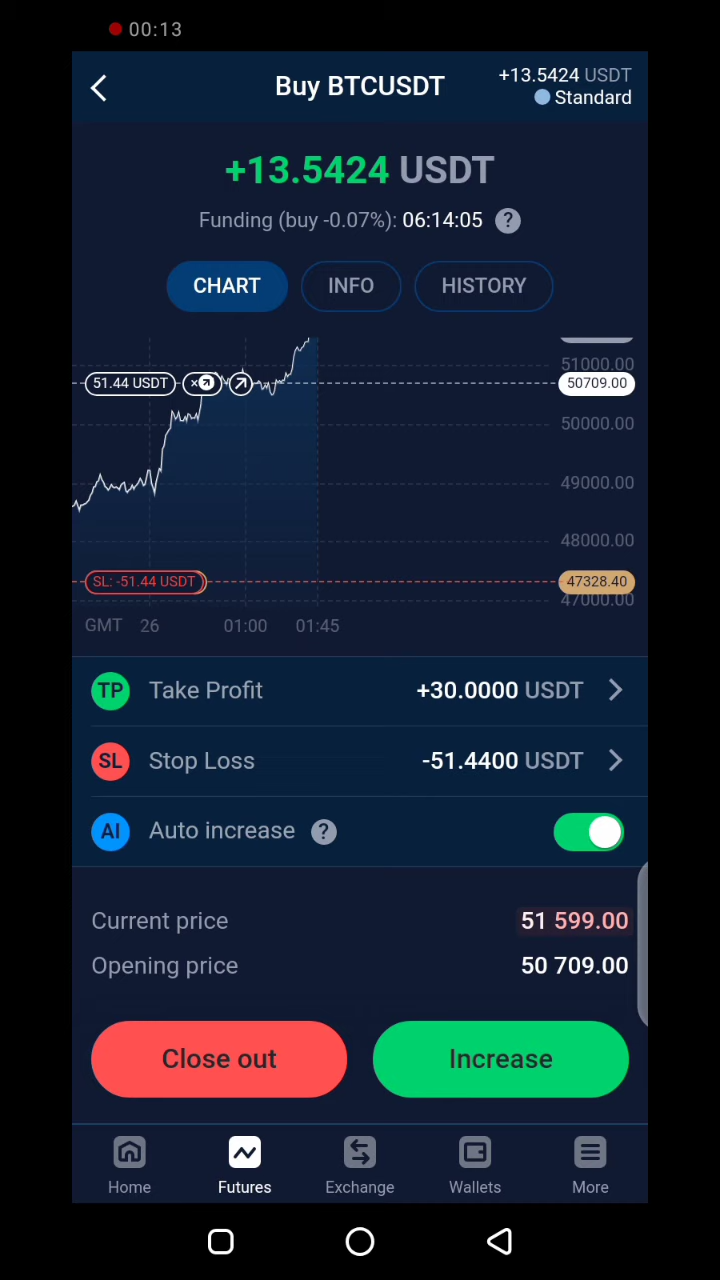 00:13
Buy BTCUSDT
+13.5424 USDT
Standard
+13.5424 USDT
Funding (buy -0.07%): 06:14:05 ?
CHART
INFO
HISTORY
51000.00
51.44 USDT
50709.00
50000.00
49000.00
48000.00
SL: -51.44 USDT
47328.40
47000.00
GMT 26 01:00 01:45
TP Take Profit +30.0000 USDT
SL Stop Loss -51.4400 USDT
AI Auto increase ?
Current price 51 599.00
Opening price 50 709.00
Close out
Increase
Home Futures Exchange Wallets More